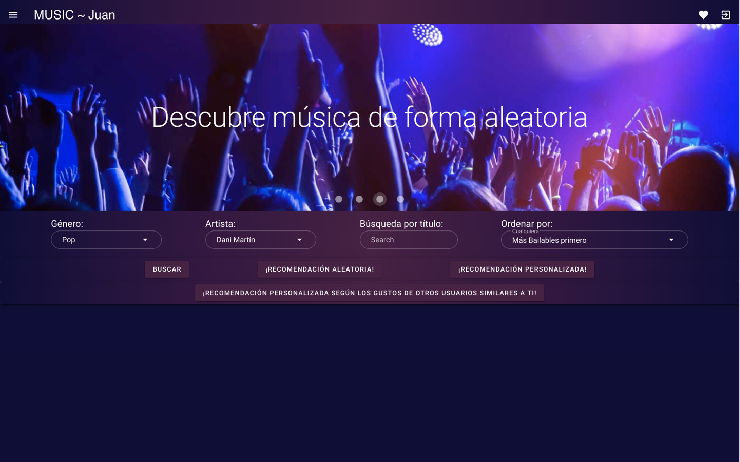 MUSIC ~ Juan
Descubre música de forma aleatoria
Género:
Artista:
Búsqueda por título:
Ordenar por:
Pop
Dani Martín
Search
Cualquiera
Más Bailables primero
BUSCAR
¡RECOMENDACIÓN ALEATORIA!
¡RECOMENDACIÓN PERSONALIZADA!
¡RECOMENDACIÓN PERSONALIZADA SEGÚN LOS GUSTOS DE OTROS USUARIOS SIMILARES A TI!